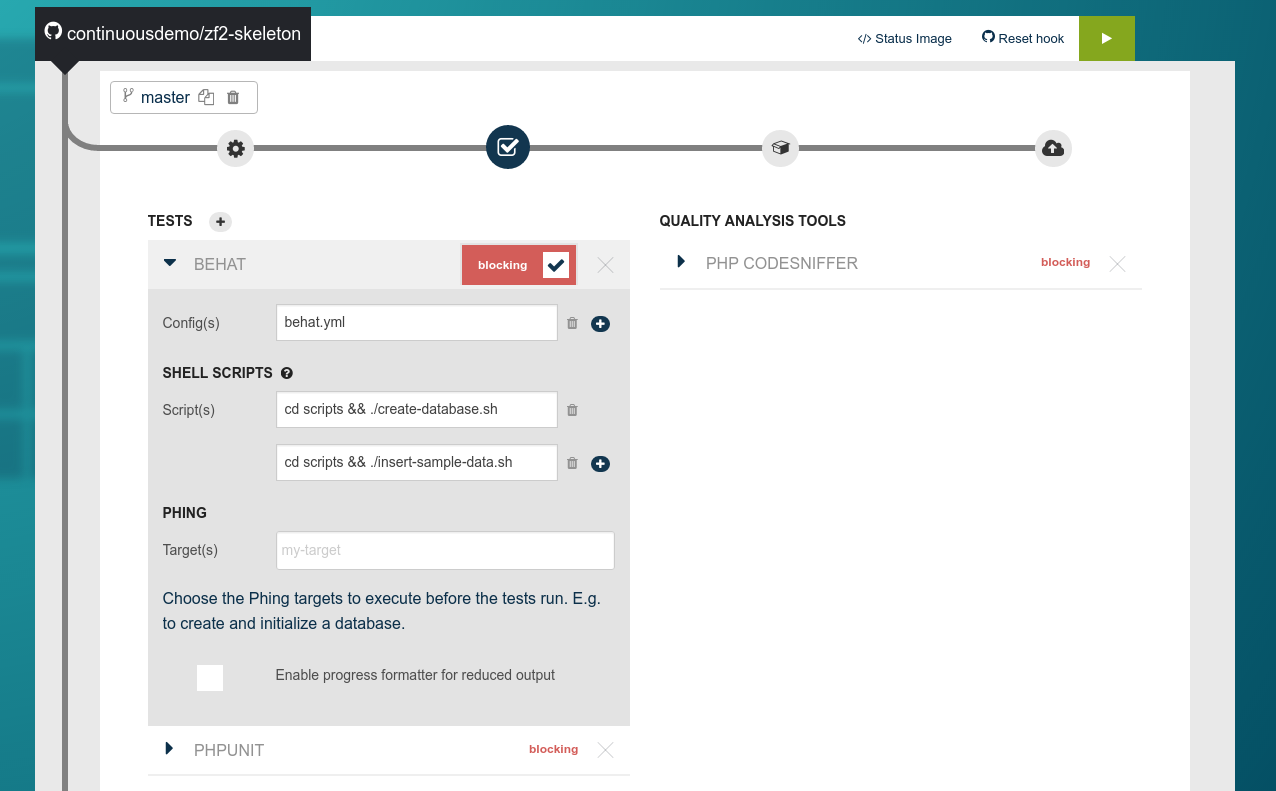 continuousdemo/zf2-skeleton
</> Status Image
Reset hook
master
TESTS
BEHAT
blocking
Config(s)
behat.yml
SHELL SCRIPTS
Script(s)
cd scripts && ./create-database.sh
cd scripts && ./insert-sample-data.sh
PHING
Target(s)
my-target
Choose the Phing targets to execute before the tests run. E.g.
to create and initialize a database.
Enable progress formatter for reduced output
PHPUNIT
blocking
QUALITY ANALYSIS TOOLS
PHP CODESNIFFER
blocking